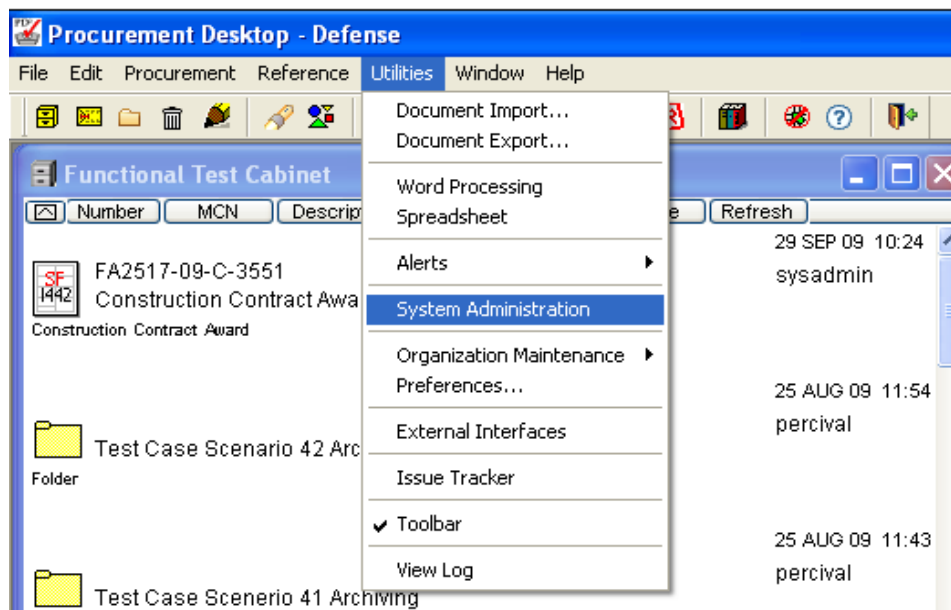 Procurement Desktop - Defense
File Edit Procurement Reference Utilities Window Help
Document Import...
Document Export...
Word Processing
Spreadsheet
Alerts
System Administration
Organization Maintenance
Preferences...
External Interfaces
Issue Tracker
Toolbar
View Log
Functional Test Cabinet
Number MCN Descrip e Refresh
29 SEP 09 10:24
SF
1442
FA2517-09-C-3551
sysadmin
Construction Contract Awa
Construction Contract Award
25 AUG 09 11:54
percival
Test Case Scenario 42 Arc
Folder
25 AUG 09 11:43
percival
Test Case Scenerio 41 Archiving